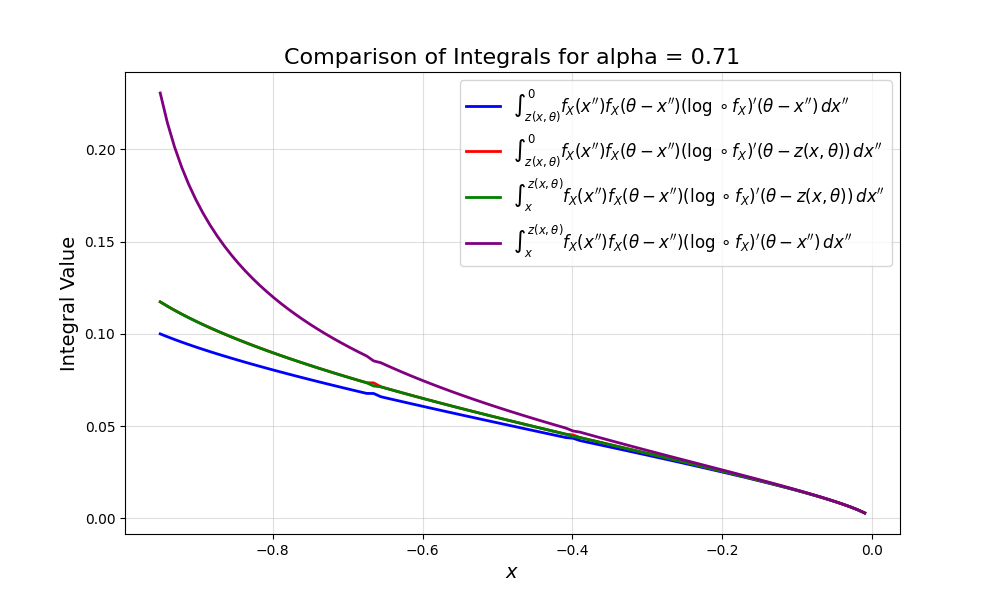 Comparison of Integrals for alpha = 0.71
∫_{z(x,θ)}^{0} f_X(x″)f_X(θ − x″)(log ∘ f_X)′(θ − x″) dx″
∫_{z(x,θ)}^{0} f_X(x″)f_X(θ − x″)(log ∘ f_X)′(θ − z(x, θ)) dx″
∫_{x}^{z(x,θ)} f_X(x″)f_X(θ − x″)(log ∘ f_X)′(θ − z(x, θ)) dx″
∫_{x}^{z(x,θ)} f_X(x″)f_X(θ − x″)(log ∘ f_X)′(θ − x″) dx″
Integral Value
0.20
0.15
0.10
0.05
0.00
−0.8 −0.6 −0.4 −0.2 0.0
x